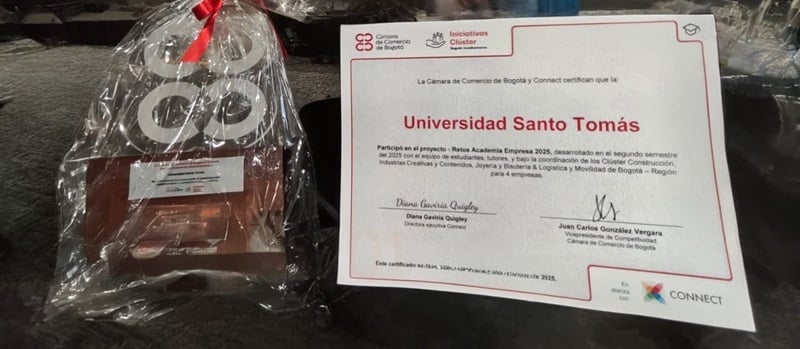 Cámara
de Comercio
de Bogotá
Iniciativas
Clúster
Bogotá-Cundinamarca
La Cámara de Comercio de Bogotá y Connect certifican que la:
Universidad Santo Tomás
Participó en el proyecto - Retos Academia Empresa 2025, desarrollado en el segundo semestre
del 2025 con el equipo de estudiantes, tutores, y bajo la coordinación de los Clúster Construcción,
Industrias Creativas y Contenidos, Joyería y Bisutería & Logística y Movilidad de Bogotá – Región
para 4 empresas.
Diana Gaviria Quigley
Diana Gaviria Quigley
Directora ejecutiva Connect
Juan Carlos González Vergara
Vicepresidente de Competitividad
Cámara de Comercio de Bogotá
Este certificado 2025.
En
alianza
con:
CONNECT